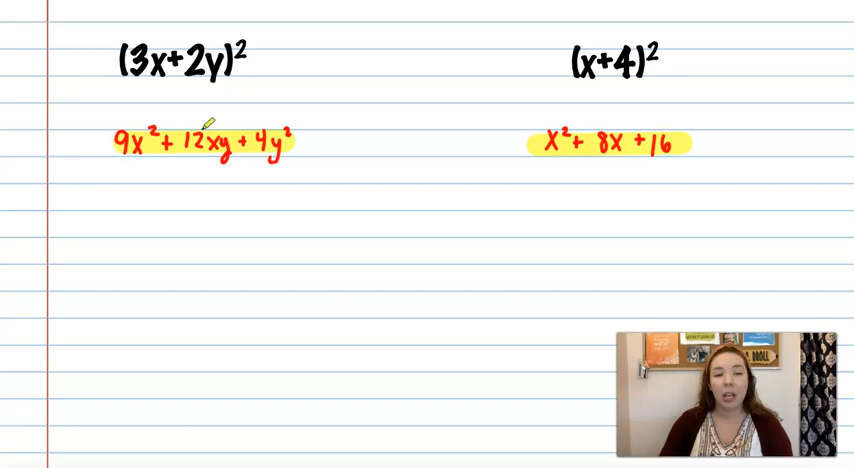 (3x+2y)²
9x² + 12xy + 4y²
(x+4)²
x² + 8x + 16